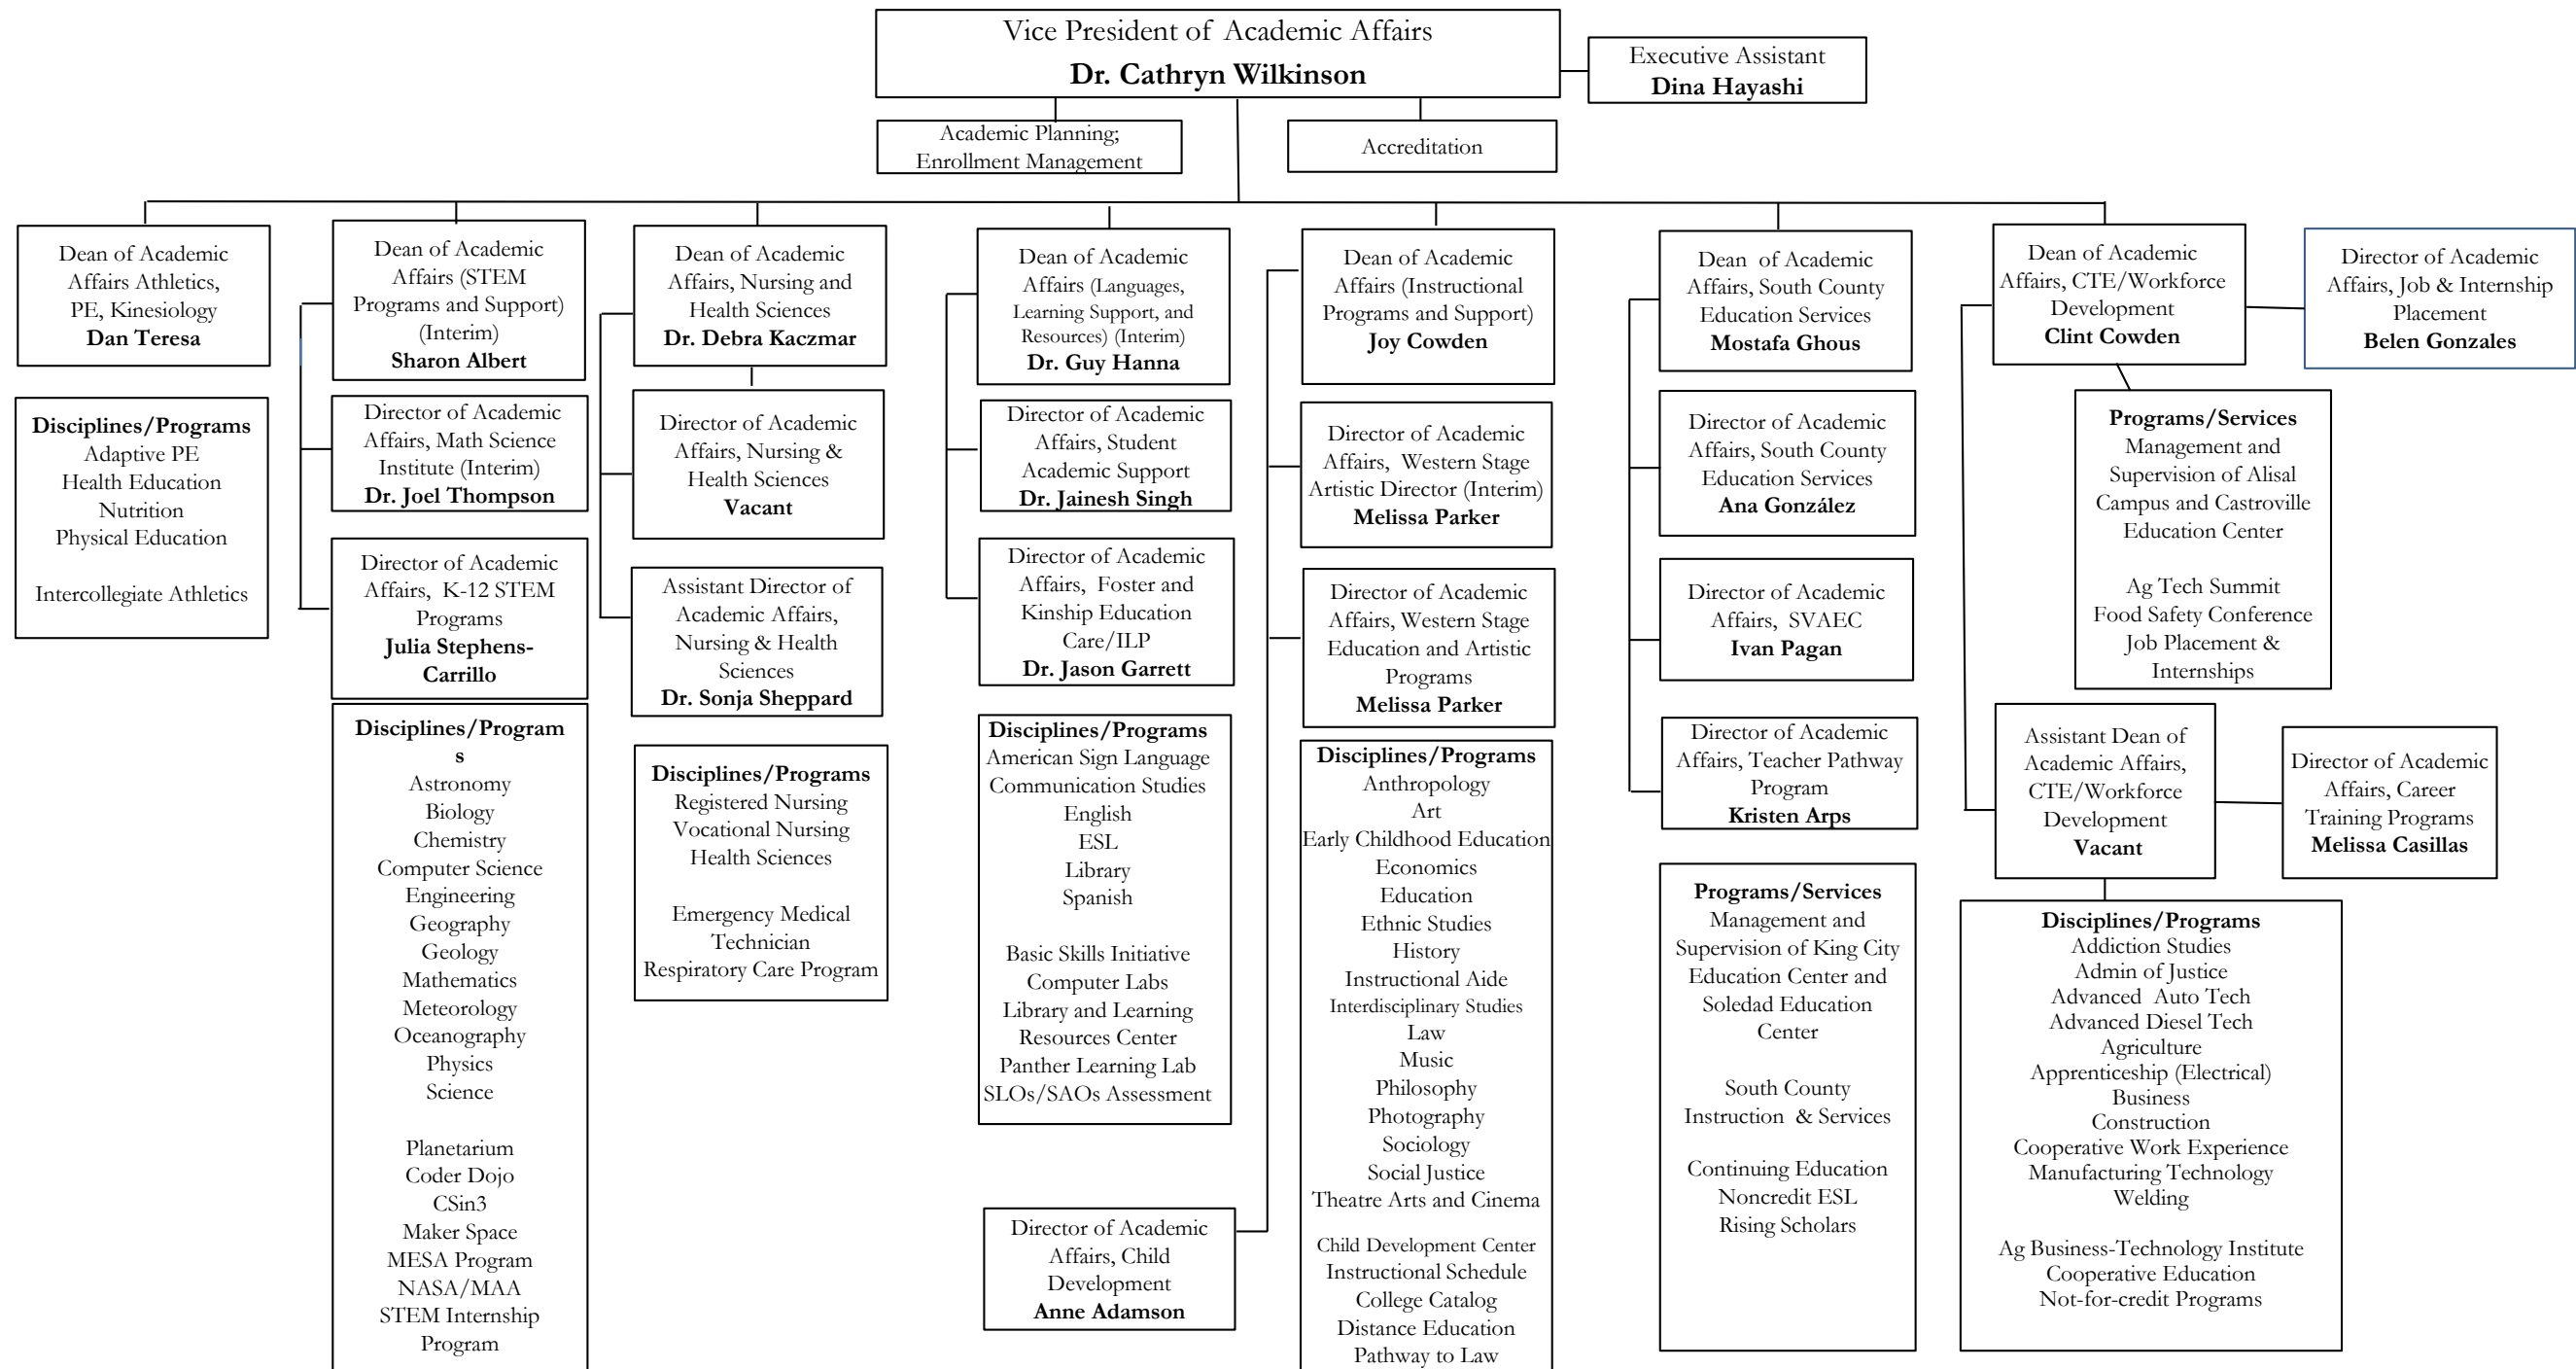 Vice President of Academic Affairs
Dr. Cathryn Wilkinson
Executive Assistant
Dina Hayashi
Academic Planning;
Enrollment Management
Accreditation
Dean of Academic
Affairs Athletics,
PE, Kinesiology
Dan Teresa
Disciplines/Programs
Adaptive PE
Health Education
Nutrition
Physical Education
Intercollegiate Athletics
Dean of Academic
Affairs (STEM
Programs and Support)
(Interim)
Sharon Albert
Director of Academic
Affairs, Math Science
Institute (Interim)
Dr. Joel Thompson
Director of Academic
Affairs, K-12 STEM
Programs
Julia Stephens-
Carrillo
Disciplines/Program
s
Astronomy
Biology
Chemistry
Computer Science
Engineering
Geography
Geology
Mathematics
Meteorology
Oceanography
Physics
Science
Planetarium
Coder Dojo
CSin3
Maker Space
MESA Program
NASA/MAA
STEM Internship
Program
Dean of Academic
Affairs, Nursing and
Health Sciences
Dr. Debra Kaczmar
Director of Academic
Affairs, Nursing &
Health Sciences
Vacant
Assistant Director of
Academic Affairs,
Nursing & Health
Sciences
Dr. Sonja Sheppard
Disciplines/Programs
Registered Nursing
Vocational Nursing
Health Sciences
Emergency Medical
Technician
Respiratory Care Program
Dean of Academic
Affairs (Languages,
Learning Support, and
Resources) (Interim)
Dr. Guy Hanna
Director of Academic
Affairs, Student
Academic Support
Dr. Jainesh Singh
Director of Academic
Affairs, Foster and
Kinship Education
Care/ILP
Dr. Jason Garrett
Disciplines/Programs
American Sign Language
Communication Studies
English
ESL
Library
Spanish
Basic Skills Initiative
Computer Labs
Library and Learning
Resources Center
Panther Learning Lab
SLOs/SAOs Assessment
Director of Academic
Affairs, Child
Development
Anne Adamson
Dean of Academic
Affairs (Instructional
Programs and Support)
Joy Cowden
Director of Academic
Affairs, Western Stage
Artistic Director (Interim)
Melissa Parker
Director of Academic
Affairs, Western Stage
Education and Artistic
Programs
Melissa Parker
Disciplines/Programs
Anthropology
Art
Early Childhood Education
Economics
Education
Ethnic Studies
History
Instructional Aide
Interdisciplinary Studies
Law
Music
Philosophy
Photography
Sociology
Social Justice
Theatre Arts and Cinema
Child Development Center
Instructional Schedule
College Catalog
Distance Education
Pathway to Law
Dean of Academic
Affairs, South County
Education Services
Mostafa Ghous
Director of Academic
Affairs, South County
Education Services
Ana González
Director of Academic
Affairs, SVAEC
Ivan Pagan
Director of Academic
Affairs, Teacher Pathway
Program
Kristen Arps
Programs/Services
Management and
Supervision of King City
Education Center and
Soledad Education
Center
South County
Instruction & Services
Continuing Education
Noncredit ESL
Rising Scholars
Dean of Academic
Affairs, CTE/Workforce
Development
Clint Cowden
Director of Academic
Affairs, Job & Internship
Placement
Belen Gonzales
Programs/Services
Management and
Supervision of Alisal
Campus and Castroville
Education Center
Ag Tech Summit
Food Safety Conference
Job Placement &
Internships
Assistant Dean of
Academic Affairs,
CTE/Workforce
Development
Vacant
Director of Academic
Affairs, Career
Training Programs
Melissa Casillas
Disciplines/Programs
Addiction Studies
Admin of Justice
Advanced Auto Tech
Advanced Diesel Tech
Agriculture
Apprenticeship (Electrical)
Business
Construction
Cooperative Work Experience
Manufacturing Technology
Welding
Ag Business-Technology Institute
Cooperative Education
Not-for-credit Programs